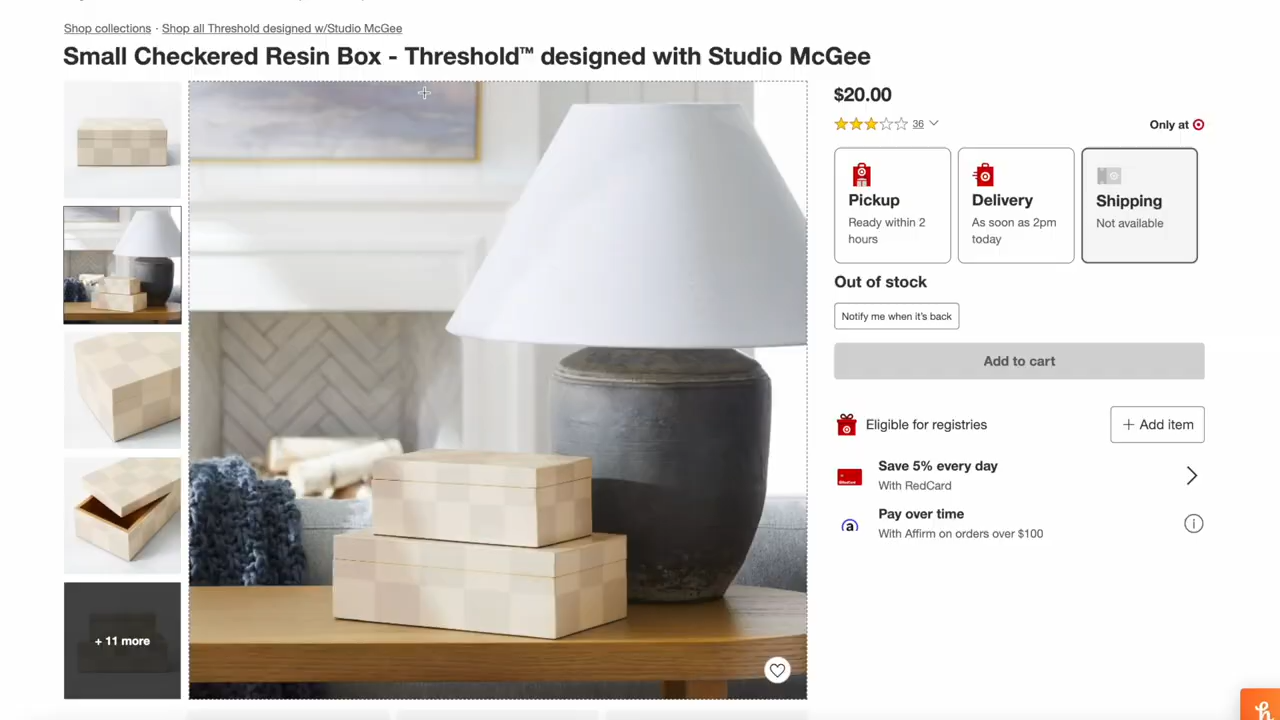 Shop collections · Shop all Threshold designed w/Studio McGee
Small Checkered Resin Box - Threshold™ designed with Studio McGee
$20.00
36
Only at
Pickup
Ready within 2
hours
Delivery
As soon as 2pm
today
Shipping
Not available
Out of stock
Notify me when it's back
Add to cart
Eligible for registries
+ Add item
Save 5% every day
With RedCard
Pay over time
With Affirm on orders over $100
+ 11 more